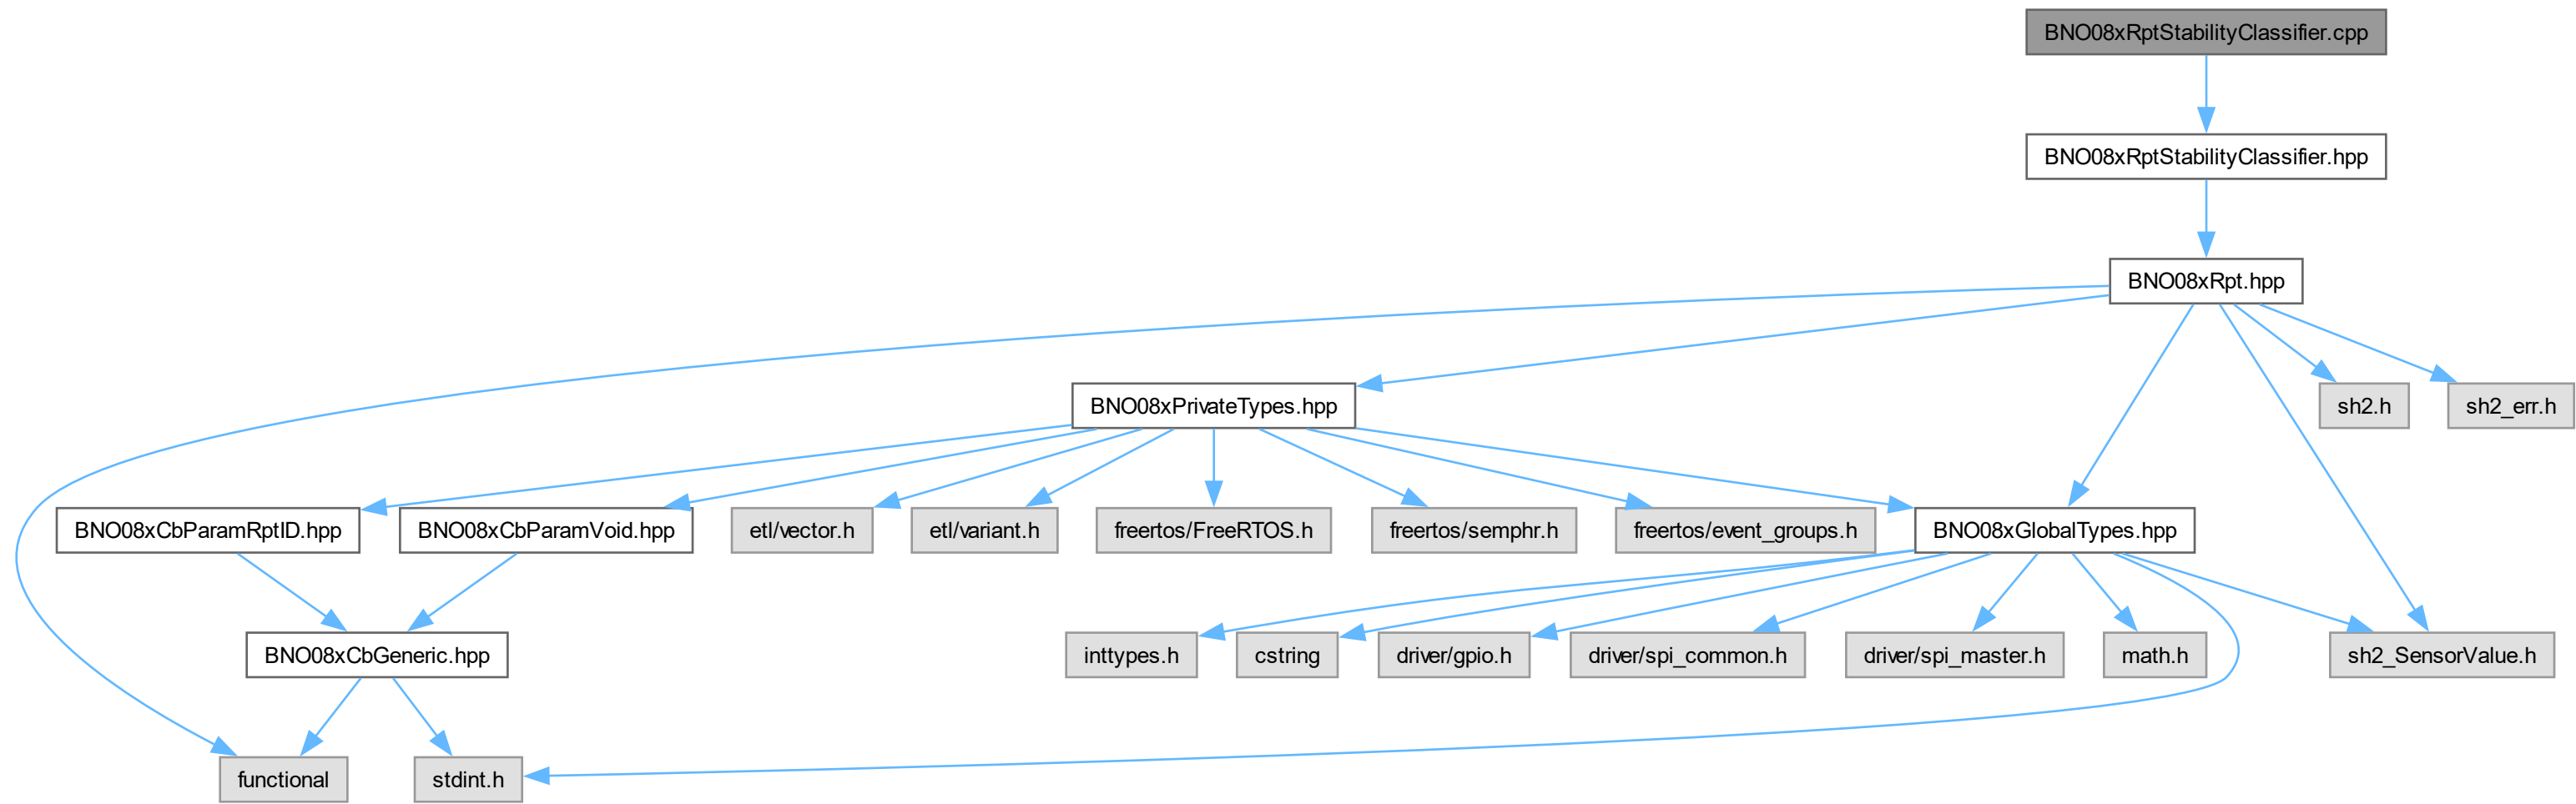 BNO08xRptStabilityClassifier.cpp
BNO08xRptStabilityClassifier.hpp
BNO08xRpt.hpp
BNO08xPrivateTypes.hpp
sh2.h
sh2_err.h
BNO08xCbParamRptID.hpp
BNO08xCbParamVoid.hpp
etl/vector.h
etl/variant.h
freertos/FreeRTOS.h
freertos/semphr.h
freertos/event_groups.h
BNO08xGlobalTypes.hpp
BNO08xCbGeneric.hpp
inttypes.h
cstring
driver/gpio.h
driver/spi_common.h
driver/spi_master.h
math.h
sh2_SensorValue.h
functional
stdint.h